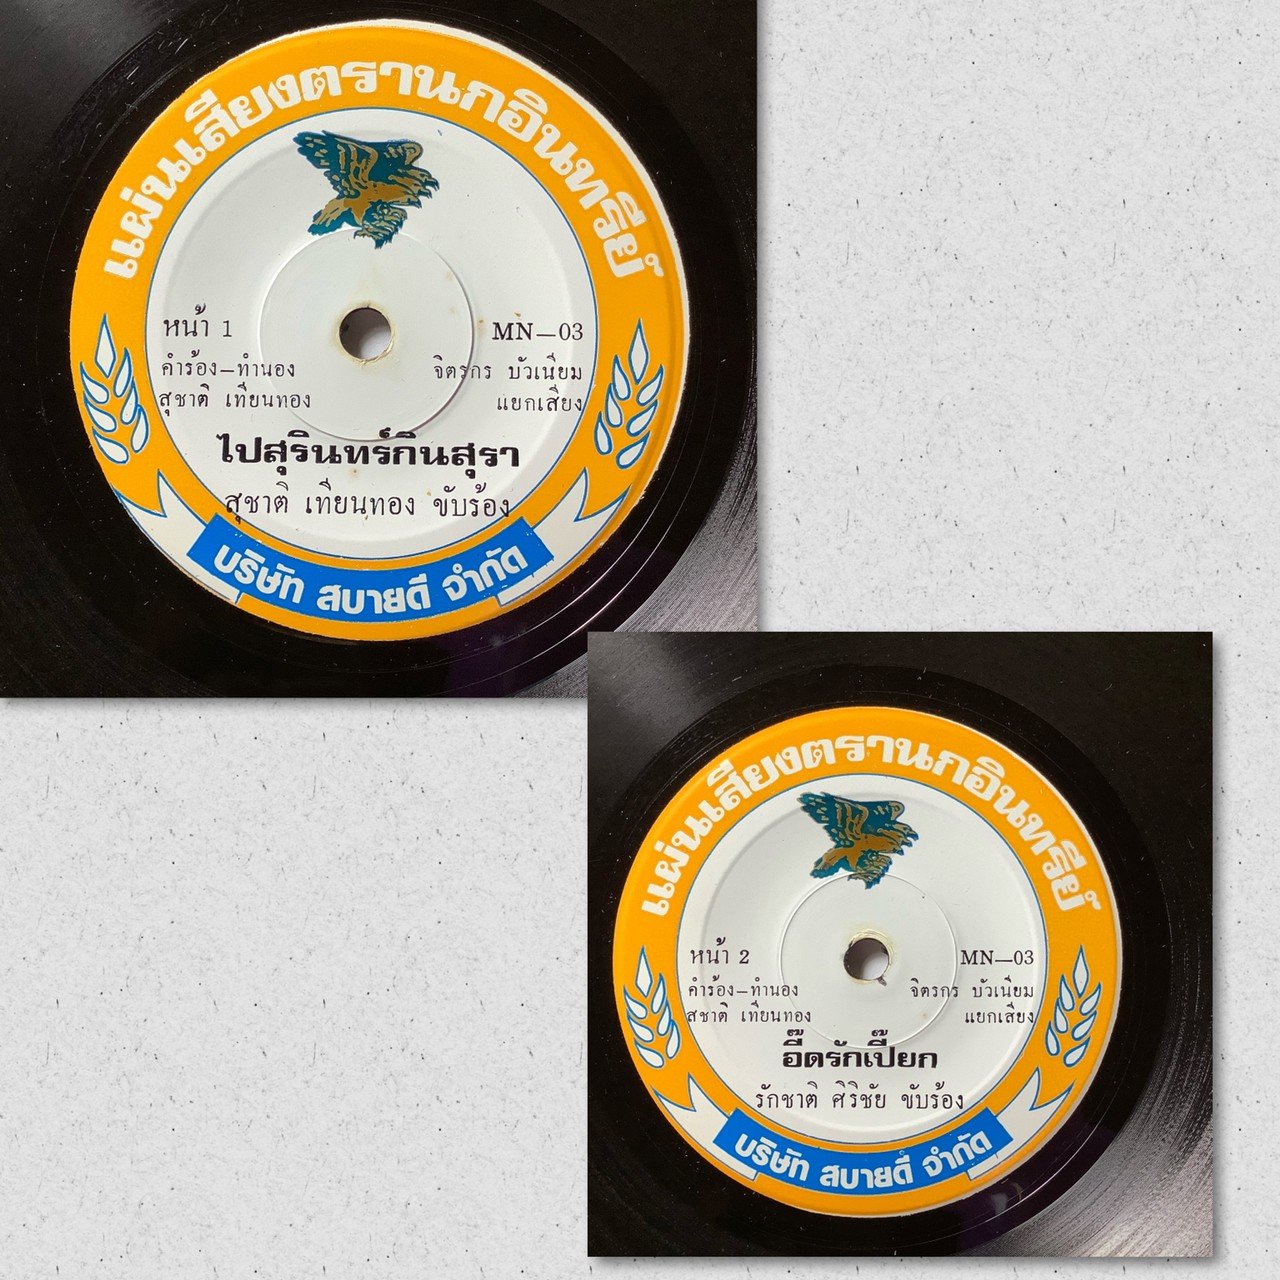 แผ่นเสียงตรานกอินทรีย์
หน้า 1 MN—03
คำร้อง—ทำนอง จิตรกร บัวเนียม
สุชาติ เทียนทอง แยกเสียง
ไปสุรินทร์กินสุรา
สุชาติ เทียนทอง ขับร้อง
บริษัท สบายดี จำกัด
แผ่นเสียงตรานกอินทรีย์
หน้า 2 MN—03
คำร้อง—ทำนอง จิตรกร บัวเนียม
สชาติ เทียนทอง แยกเสียง
อี๊ดรักเปี๊ยก
รักชาติ ศิริชัย ขับร้อง
บริษัท สบายดี จำกัด